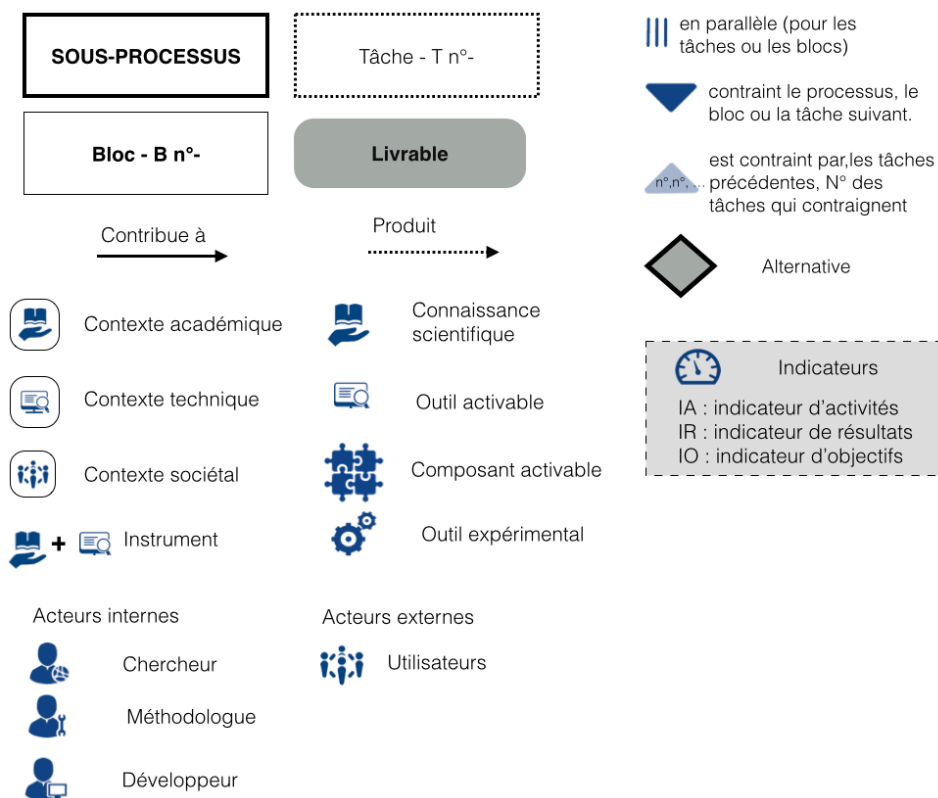 SOUS-PROCESSUS
Tâche - T n°-
Bloc - B n°-
Livrable
Contribue à
Produit
Contexte académique
Connaissance
scientifique
Contexte technique
Outil activable
Contexte sociétal
Composant activable
+ Instrument
Outil expérimental
Acteurs internes
Acteurs externes
Chercheur
Utilisateurs
Méthodologue
Développeur
en parallèle (pour les
tâches ou les blocs)
contraint le processus, le
bloc ou la tâche suivant.
n°,n°, ...
est contraint par,les tâches
précédentes, N° des
tâches qui contraignent
Alternative
Indicateurs
IA : indicateur d’activités
IR : indicateur de résultats
IO : indicateur d’objectifs